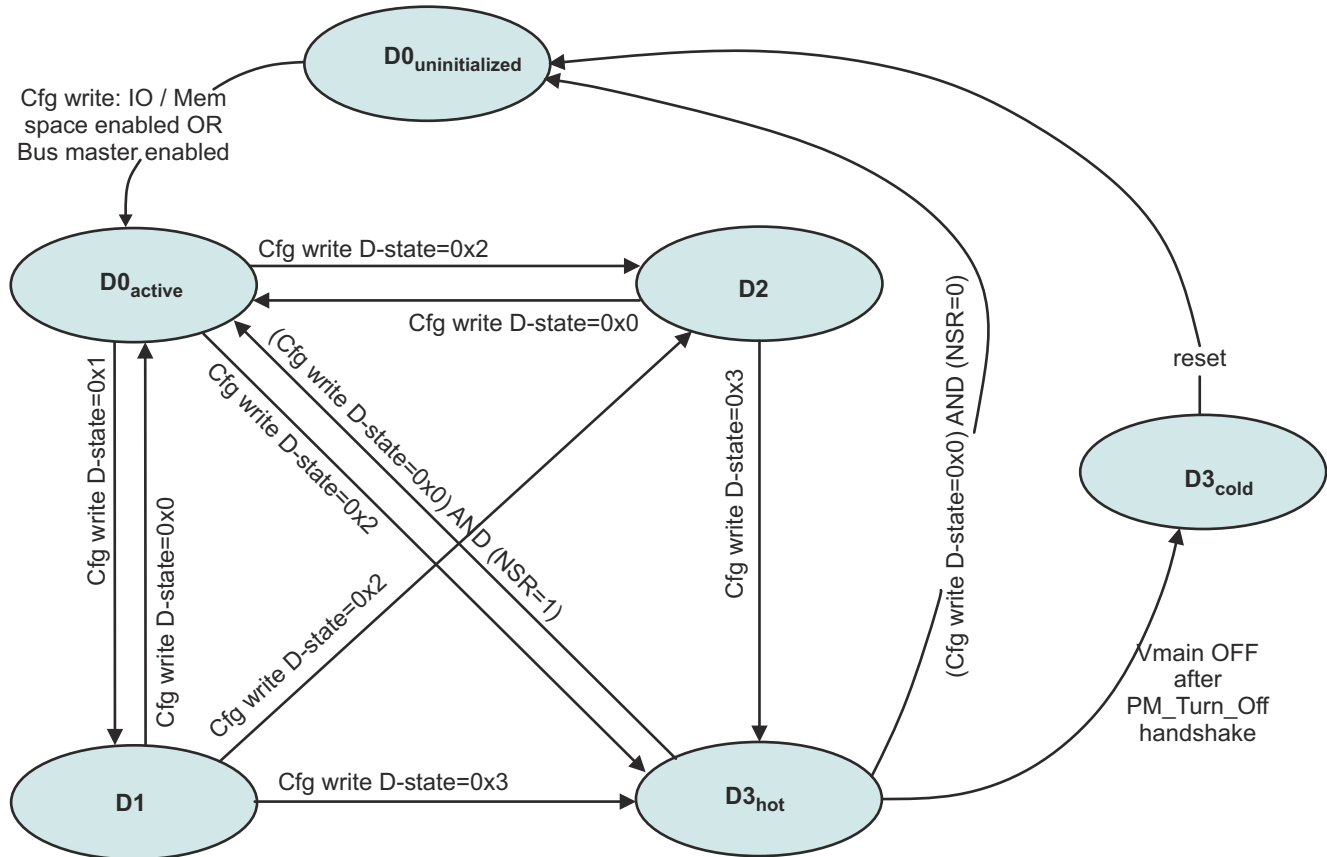 D0uninitialized
Cfg write: IO / Mem
space enabled OR
Bus master enabled
D0active
Cfg write D-state=0x2
D2
Cfg write D-state=0x0
Cfg write D-state=0x1
Cfg write D-state=0x0
Cfg write D-state=0x2
(Cfg write D-state=0x0) AND (NSR=1)
Cfg write D-state=0x2
Cfg write D-state=0x3
(Cfg write D-state=0x0) AND (NSR=0)
reset
D3cold
Vmain OFF
after
PM_Turn_Off
handshake
D1
Cfg write D-state=0x3
D3hot